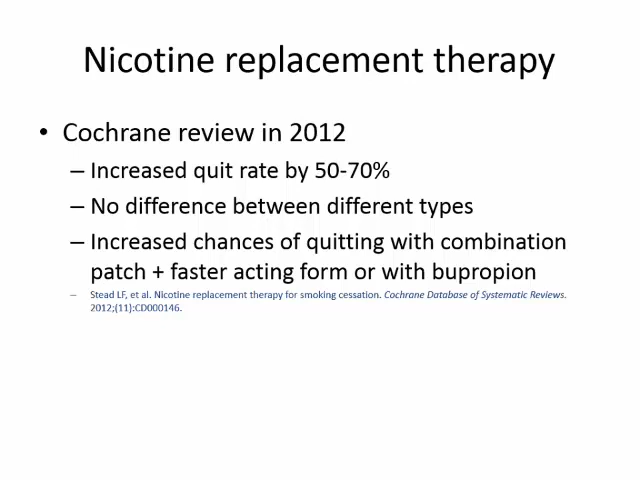 Nicotine replacement therapy
• Cochrane review in 2012
– Increased quit rate by 50-70%
– No difference between different types
– Increased chances of quitting with combination
patch + faster acting form or with bupropion
– Stead LF, et al. Nicotine replacement therapy for smoking cessation. Cochrane Database of Systematic Reviews.
2012;(11):CD000146.